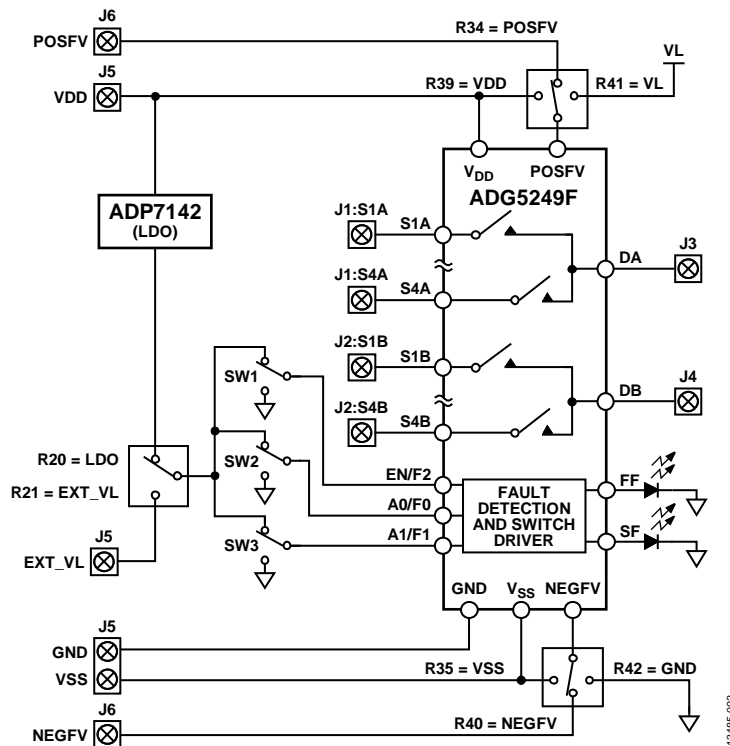 J6
POSFV
R34 = POSFV
VL
J5
VDD
R39 = VDD
R41 = VL
VDD
POSFV
ADG5249F
ADP7142
(LDO)
J1:S1A
S1A
DA
J3
J1:S4A
S4A
J2:S1B
S1B
SW1
DB
J4
J2:S4B
S4B
R20 = LDO
SW2
EN/F2
FF
R21 = EXT_VL
A0/F0
FAULT
DETECTION
AND SWITCH
DRIVER
J5
SW3
A1/F1
SF
EXT_VL
GND
VSS
NEGFV
J5
GND
R35 = VSS
R42 = GND
VSS
J6
NEGFV
R40 = NEGFV